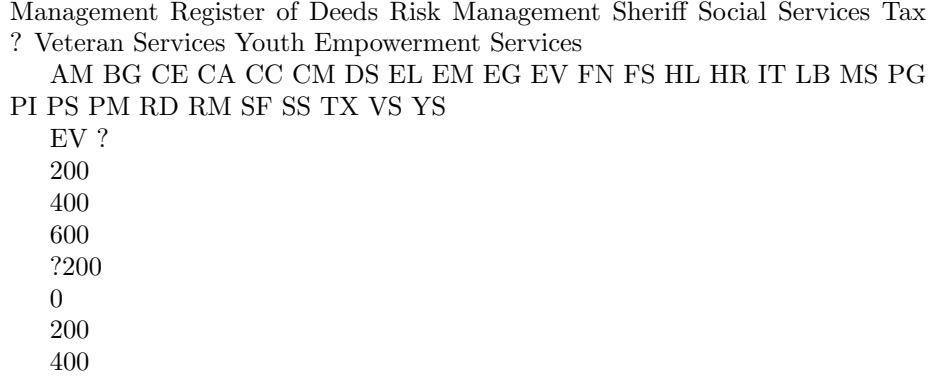 Management Register of Deeds Risk Management Sheriff Social Services Tax
? Veteran Services Youth Empowerment Services
AM BG CE CA CC CM DS EL EM EG EV FN FS HL HR IT LB MS PG
PI PS PM RD RM SF SS TX VS YS
EV ?
200
400
600
?200
0
200
400